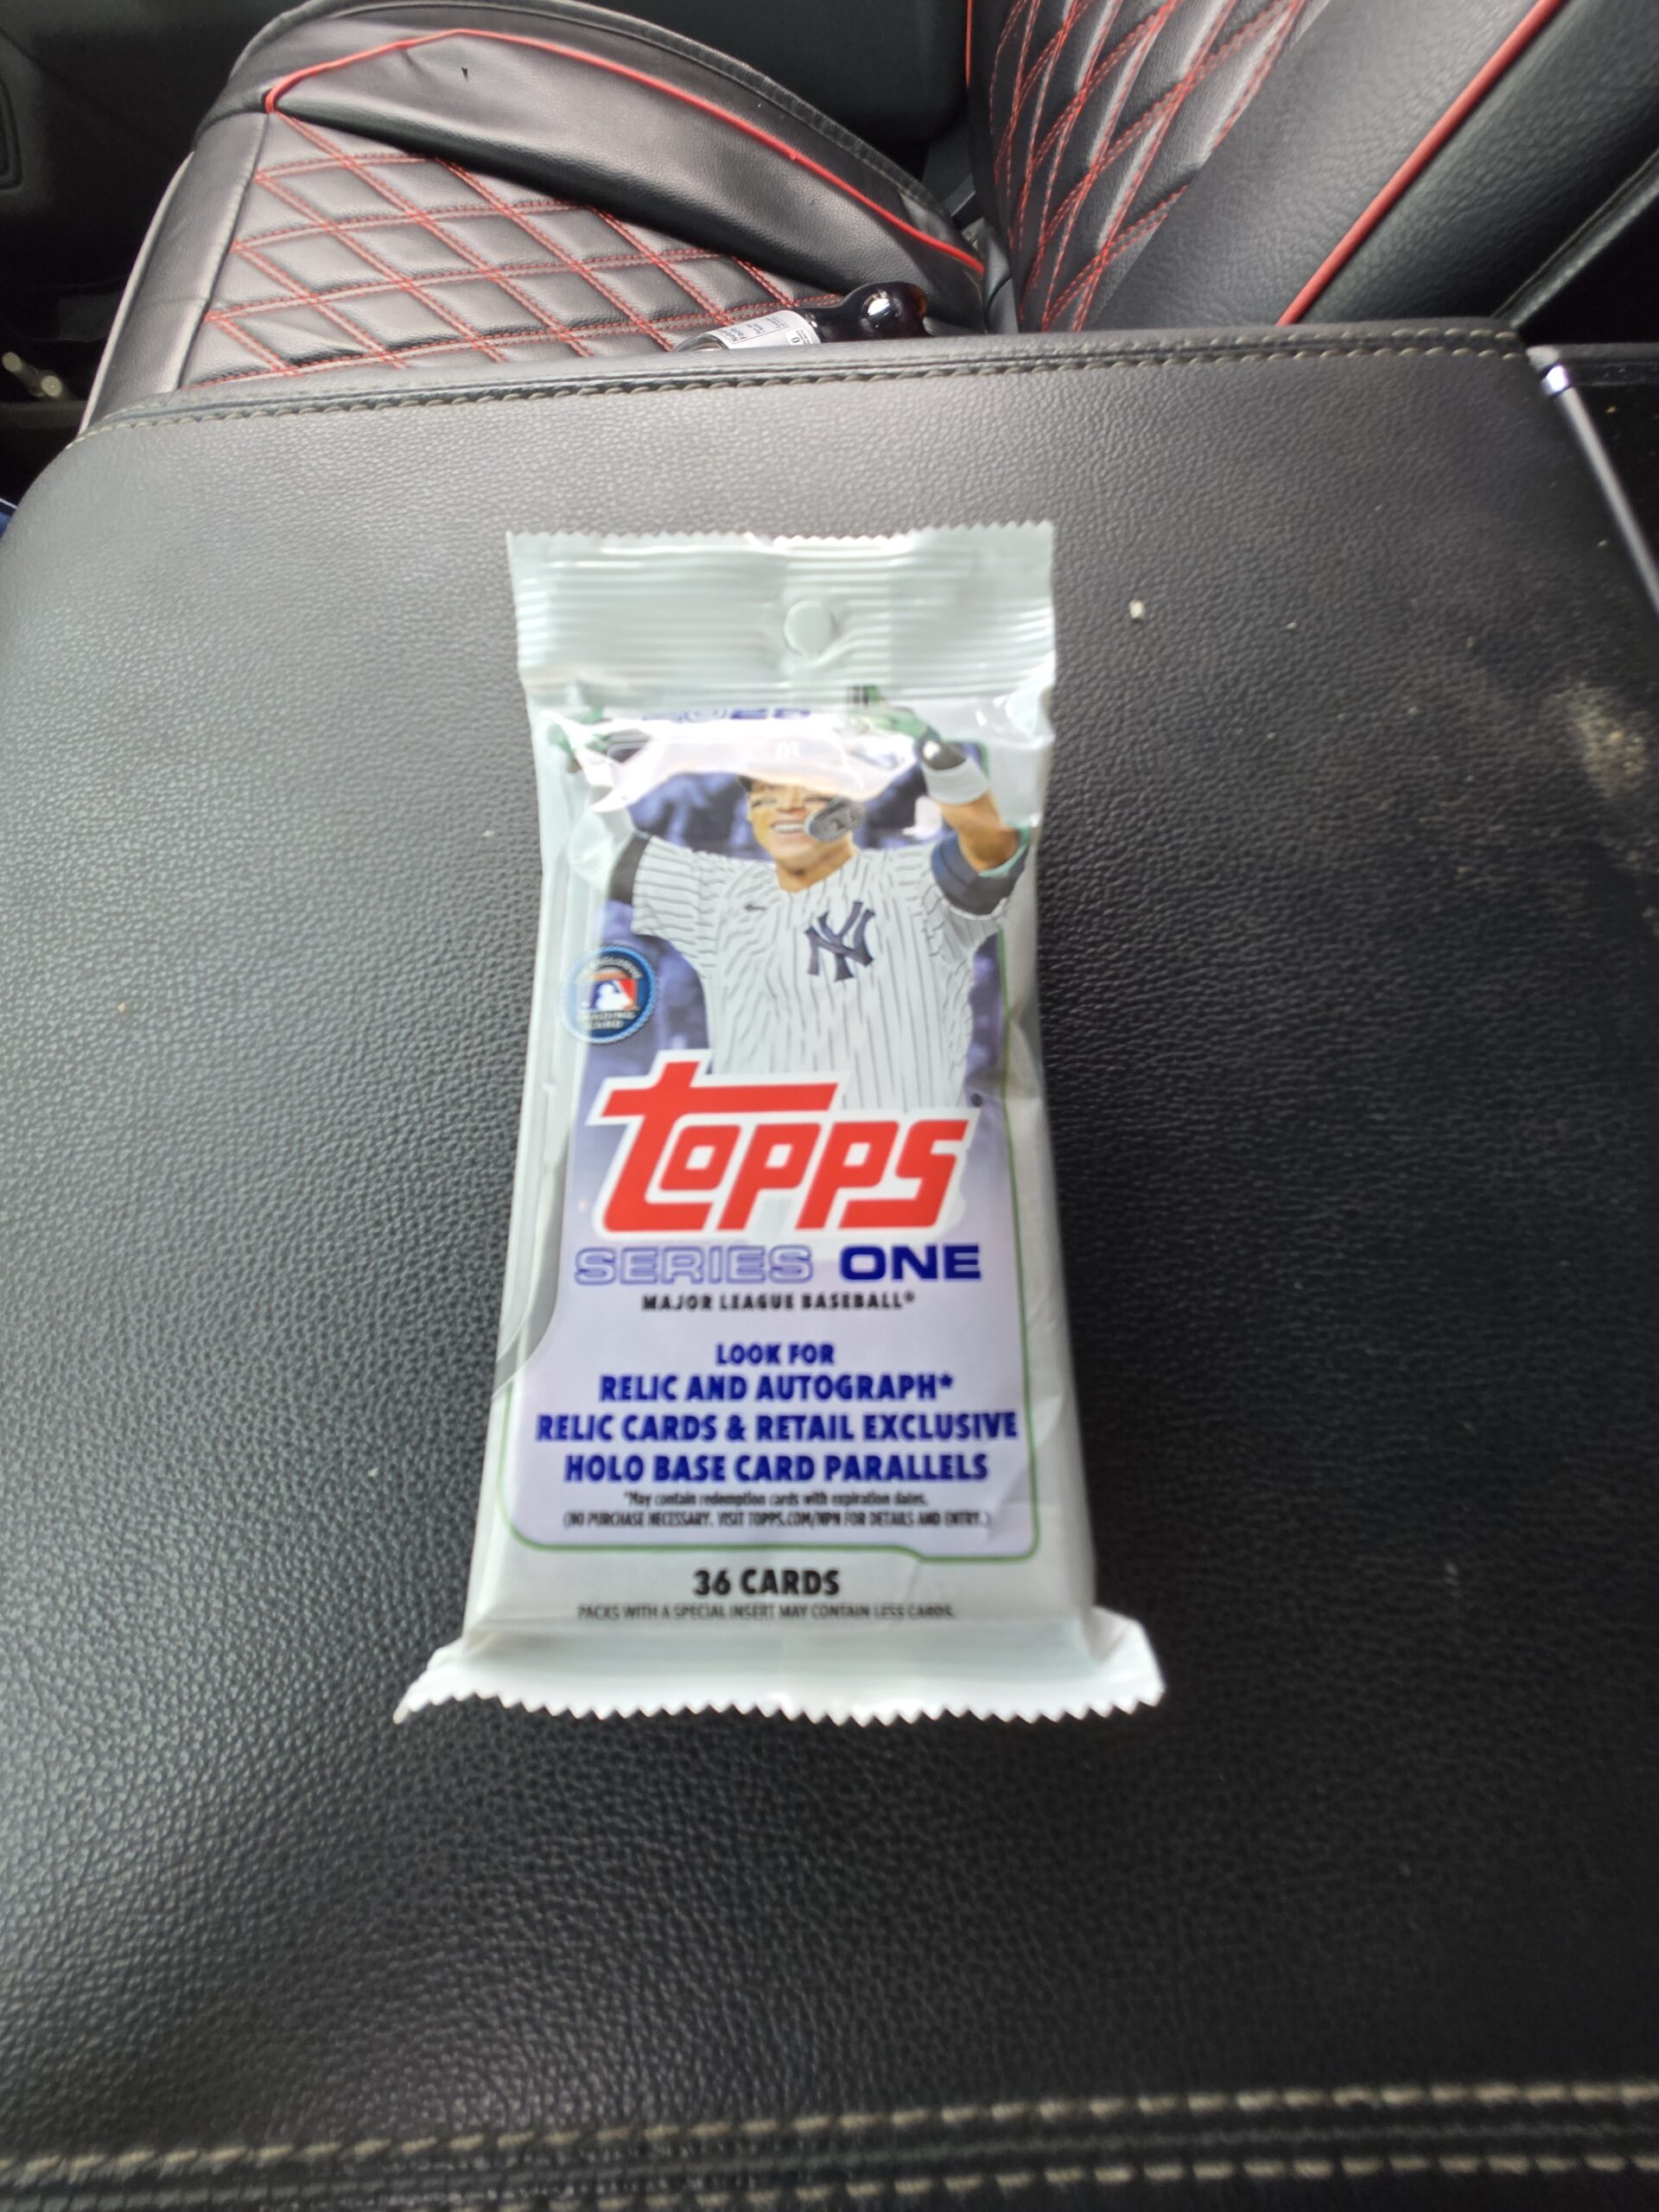 topps
SERIES ONE
MAJOR LEAGUE BASEBALL®
LOOK FOR
RELIC AND AUTOGRAPH*
RELIC CARDS & RETAIL EXCLUSIVE
HOLO BASE CARD PARALLELS
*May contain redemption cards with expiration dates.
(NO PURCHASE NECESSARY. VISIT TOPPS.COM/NPN FOR DETAILS AND ENTRY.)
36 CARDS
PACKS WITH A SPECIAL INSERT MAY CONTAIN LESS CARDS.
NY